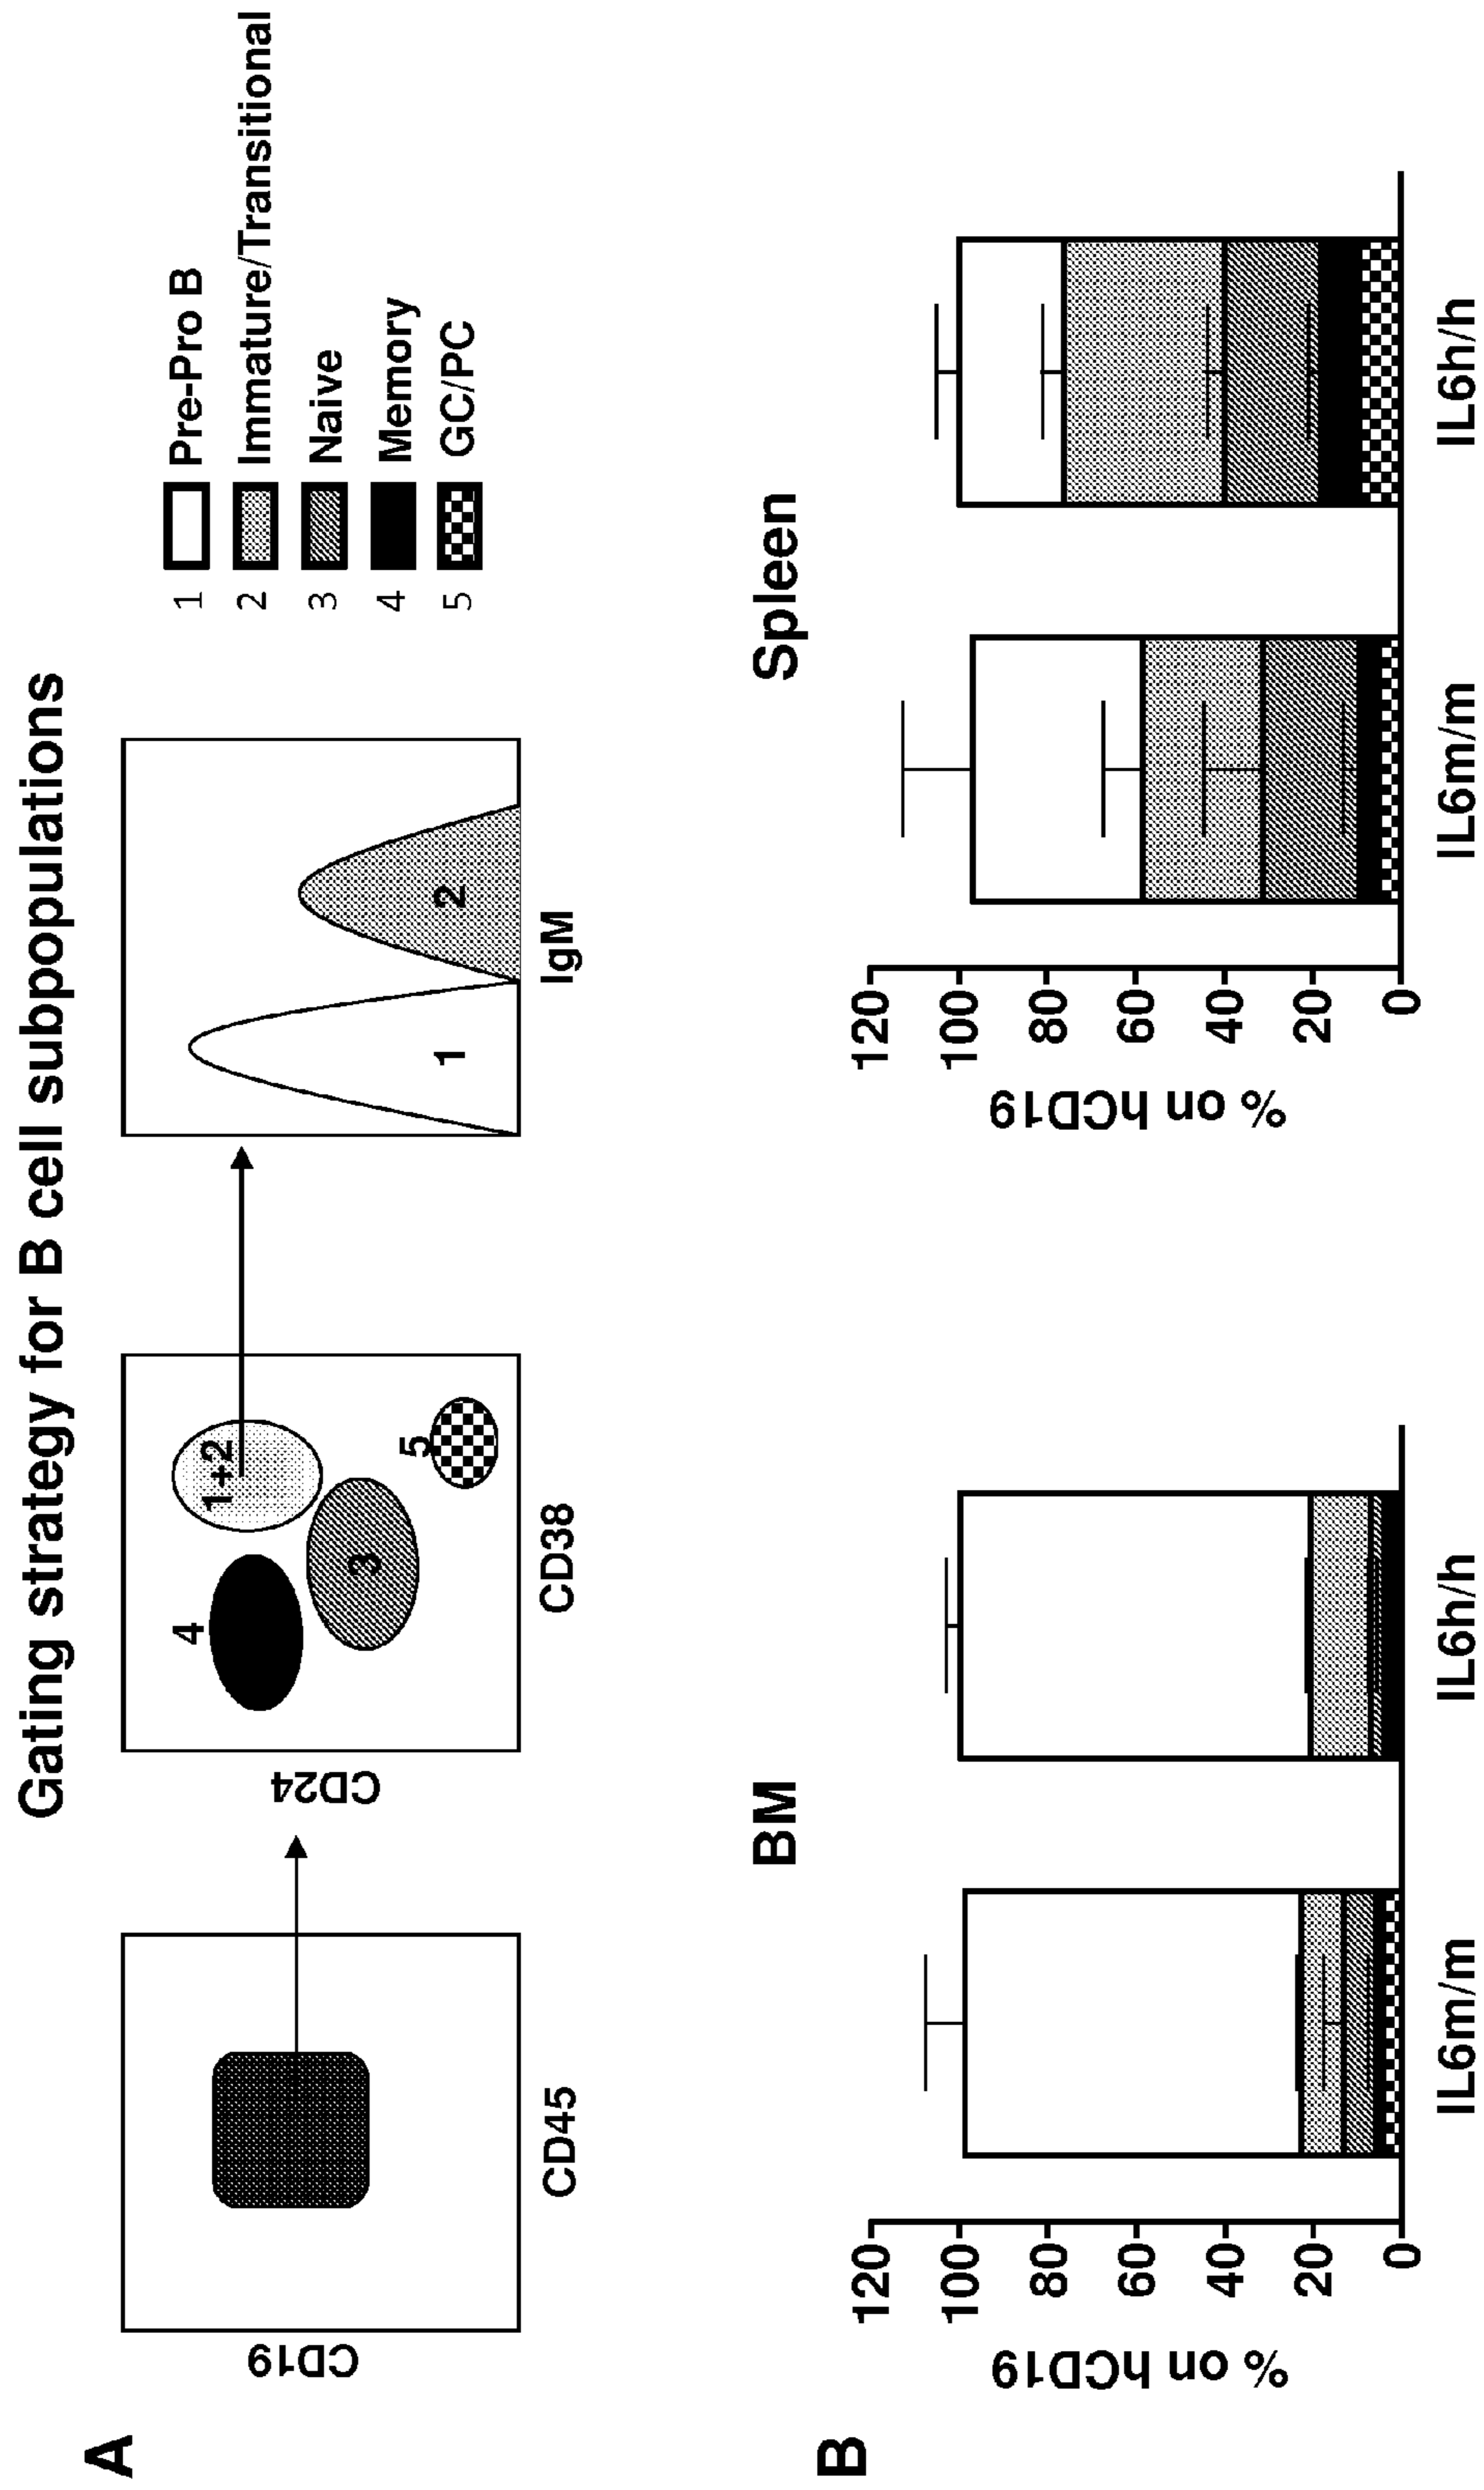 Gating strategy for B cell subpopulations
A
CD19
CD45
CD24
4
1+2
3
5
CD38
1
2
IgM
1 Pre-Pro B
2 Immature/Transitional
3 Naive
4 Memory
5 GC/PC
B
BM
% on hCD19
120
100
80
60
40
20
0
IL6m/m
IL6h/h
Spleen
% on hCD19
120
100
80
60
40
20
0
IL6m/m
IL6h/h